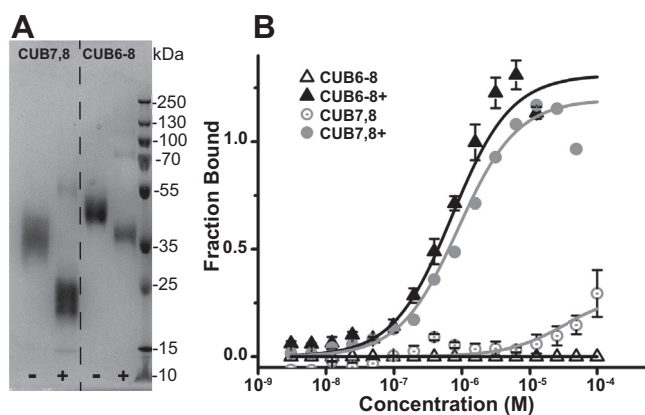 A
CUB7,8 CUB6-8 kDa
-250
-130
-100
-70
-55
-35
-25
-15
- + - + -10
B
CUB6-8
CUB6-8+
CUB7,8
CUB7,8+
Fraction Bound
1.0
0.5
0.0
10⁻⁹ 10⁻⁸ 10⁻⁷ 10⁻⁶ 10⁻⁵ 10⁻⁴
Concentration (M)